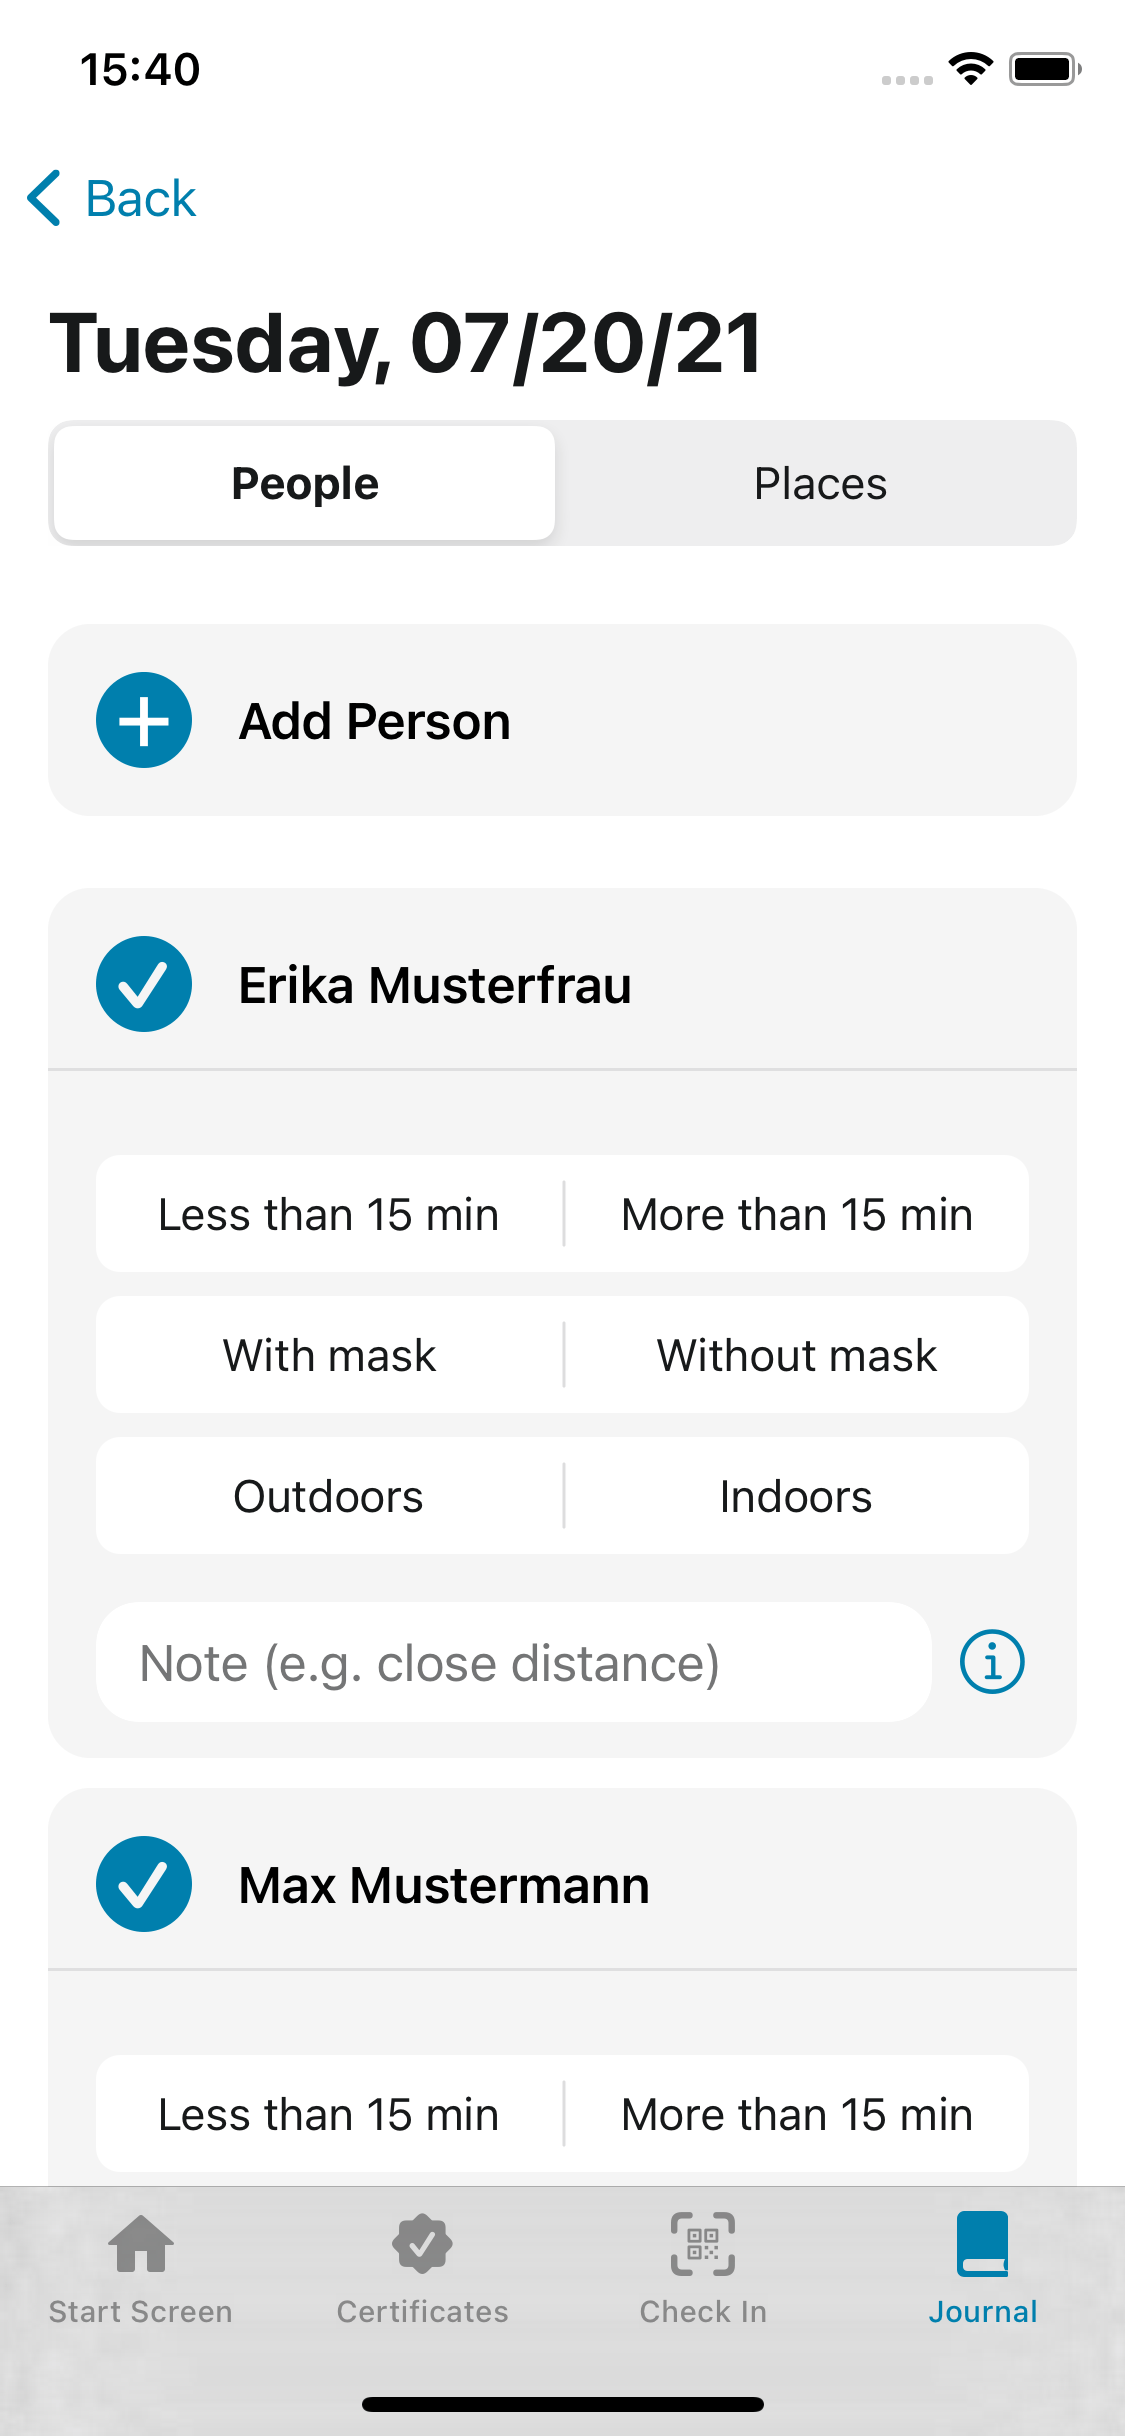 15:40
Back
Tuesday, 07/20/21
People
Places
Add Person
Erika Musterfrau
Less than 15 min
More than 15 min
With mask
Without mask
Outdoors
Indoors
Note (e.g. close distance)
Max Mustermann
Less than 15 min
More than 15 min
Start Screen
Certificates
Check In
Journal